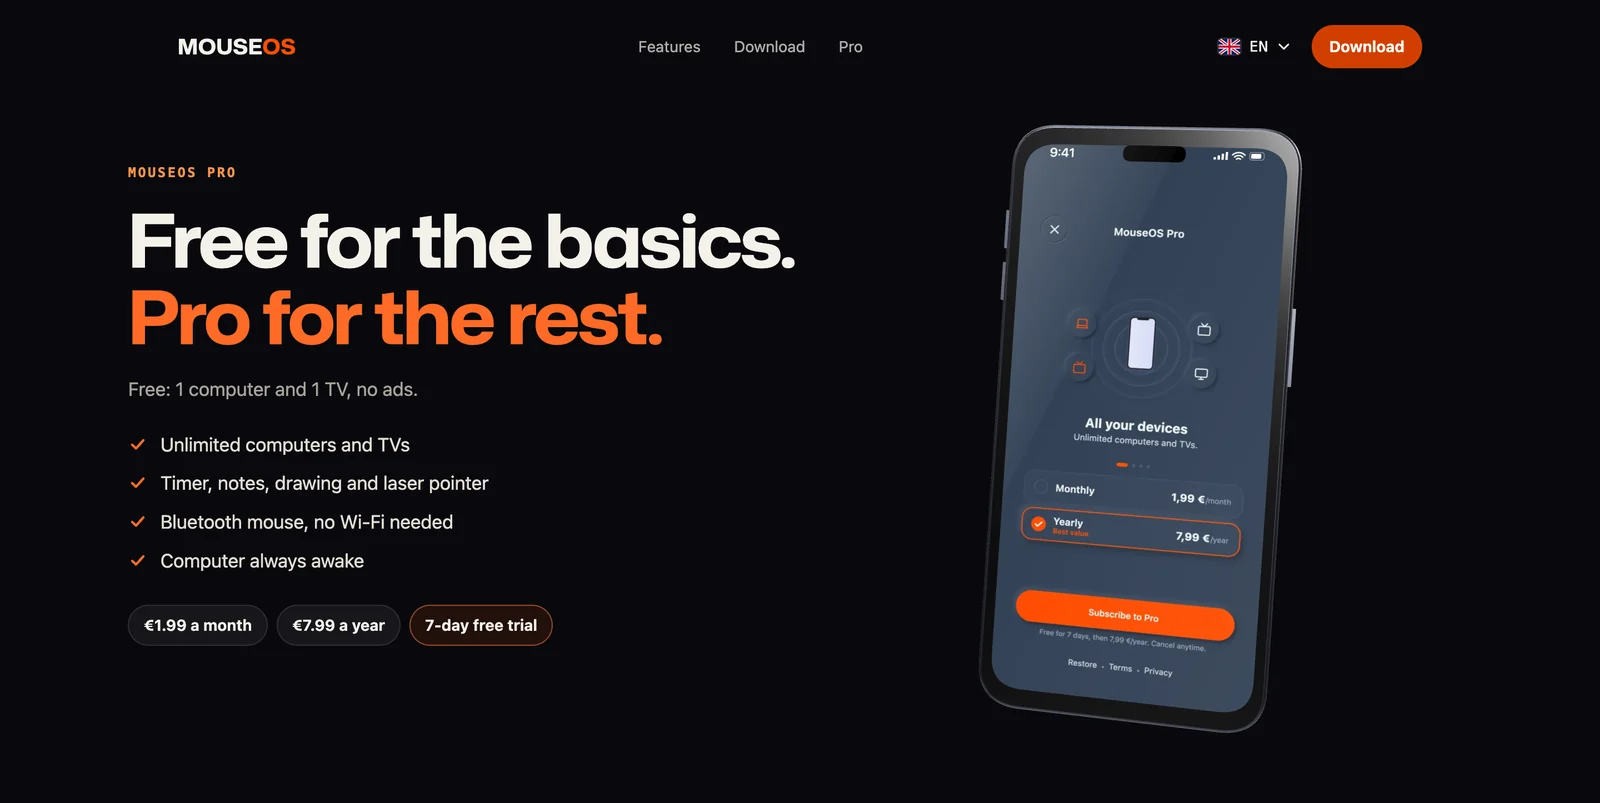 MOUSEOS
Features
Download
Pro
EN
Download
MOUSEOS PRO
Free for the basics.
Pro for the rest.
Free: 1 computer and 1 TV, no ads.
Unlimited computers and TVs
Timer, notes, drawing and laser pointer
Bluetooth mouse, no Wi-Fi needed
Computer always awake
€1.99 a month
€7.99 a year
7-day free trial
9:41
MouseOS Pro
All your devices
Unlimited computers and TVs.
Monthly
1,99 €/month
Yearly
Best value
7,99 €/year
Subscribe to Pro
Free for 7 days, then 7,99 €/year. Cancel anytime.
Restore • Terms • Privacy